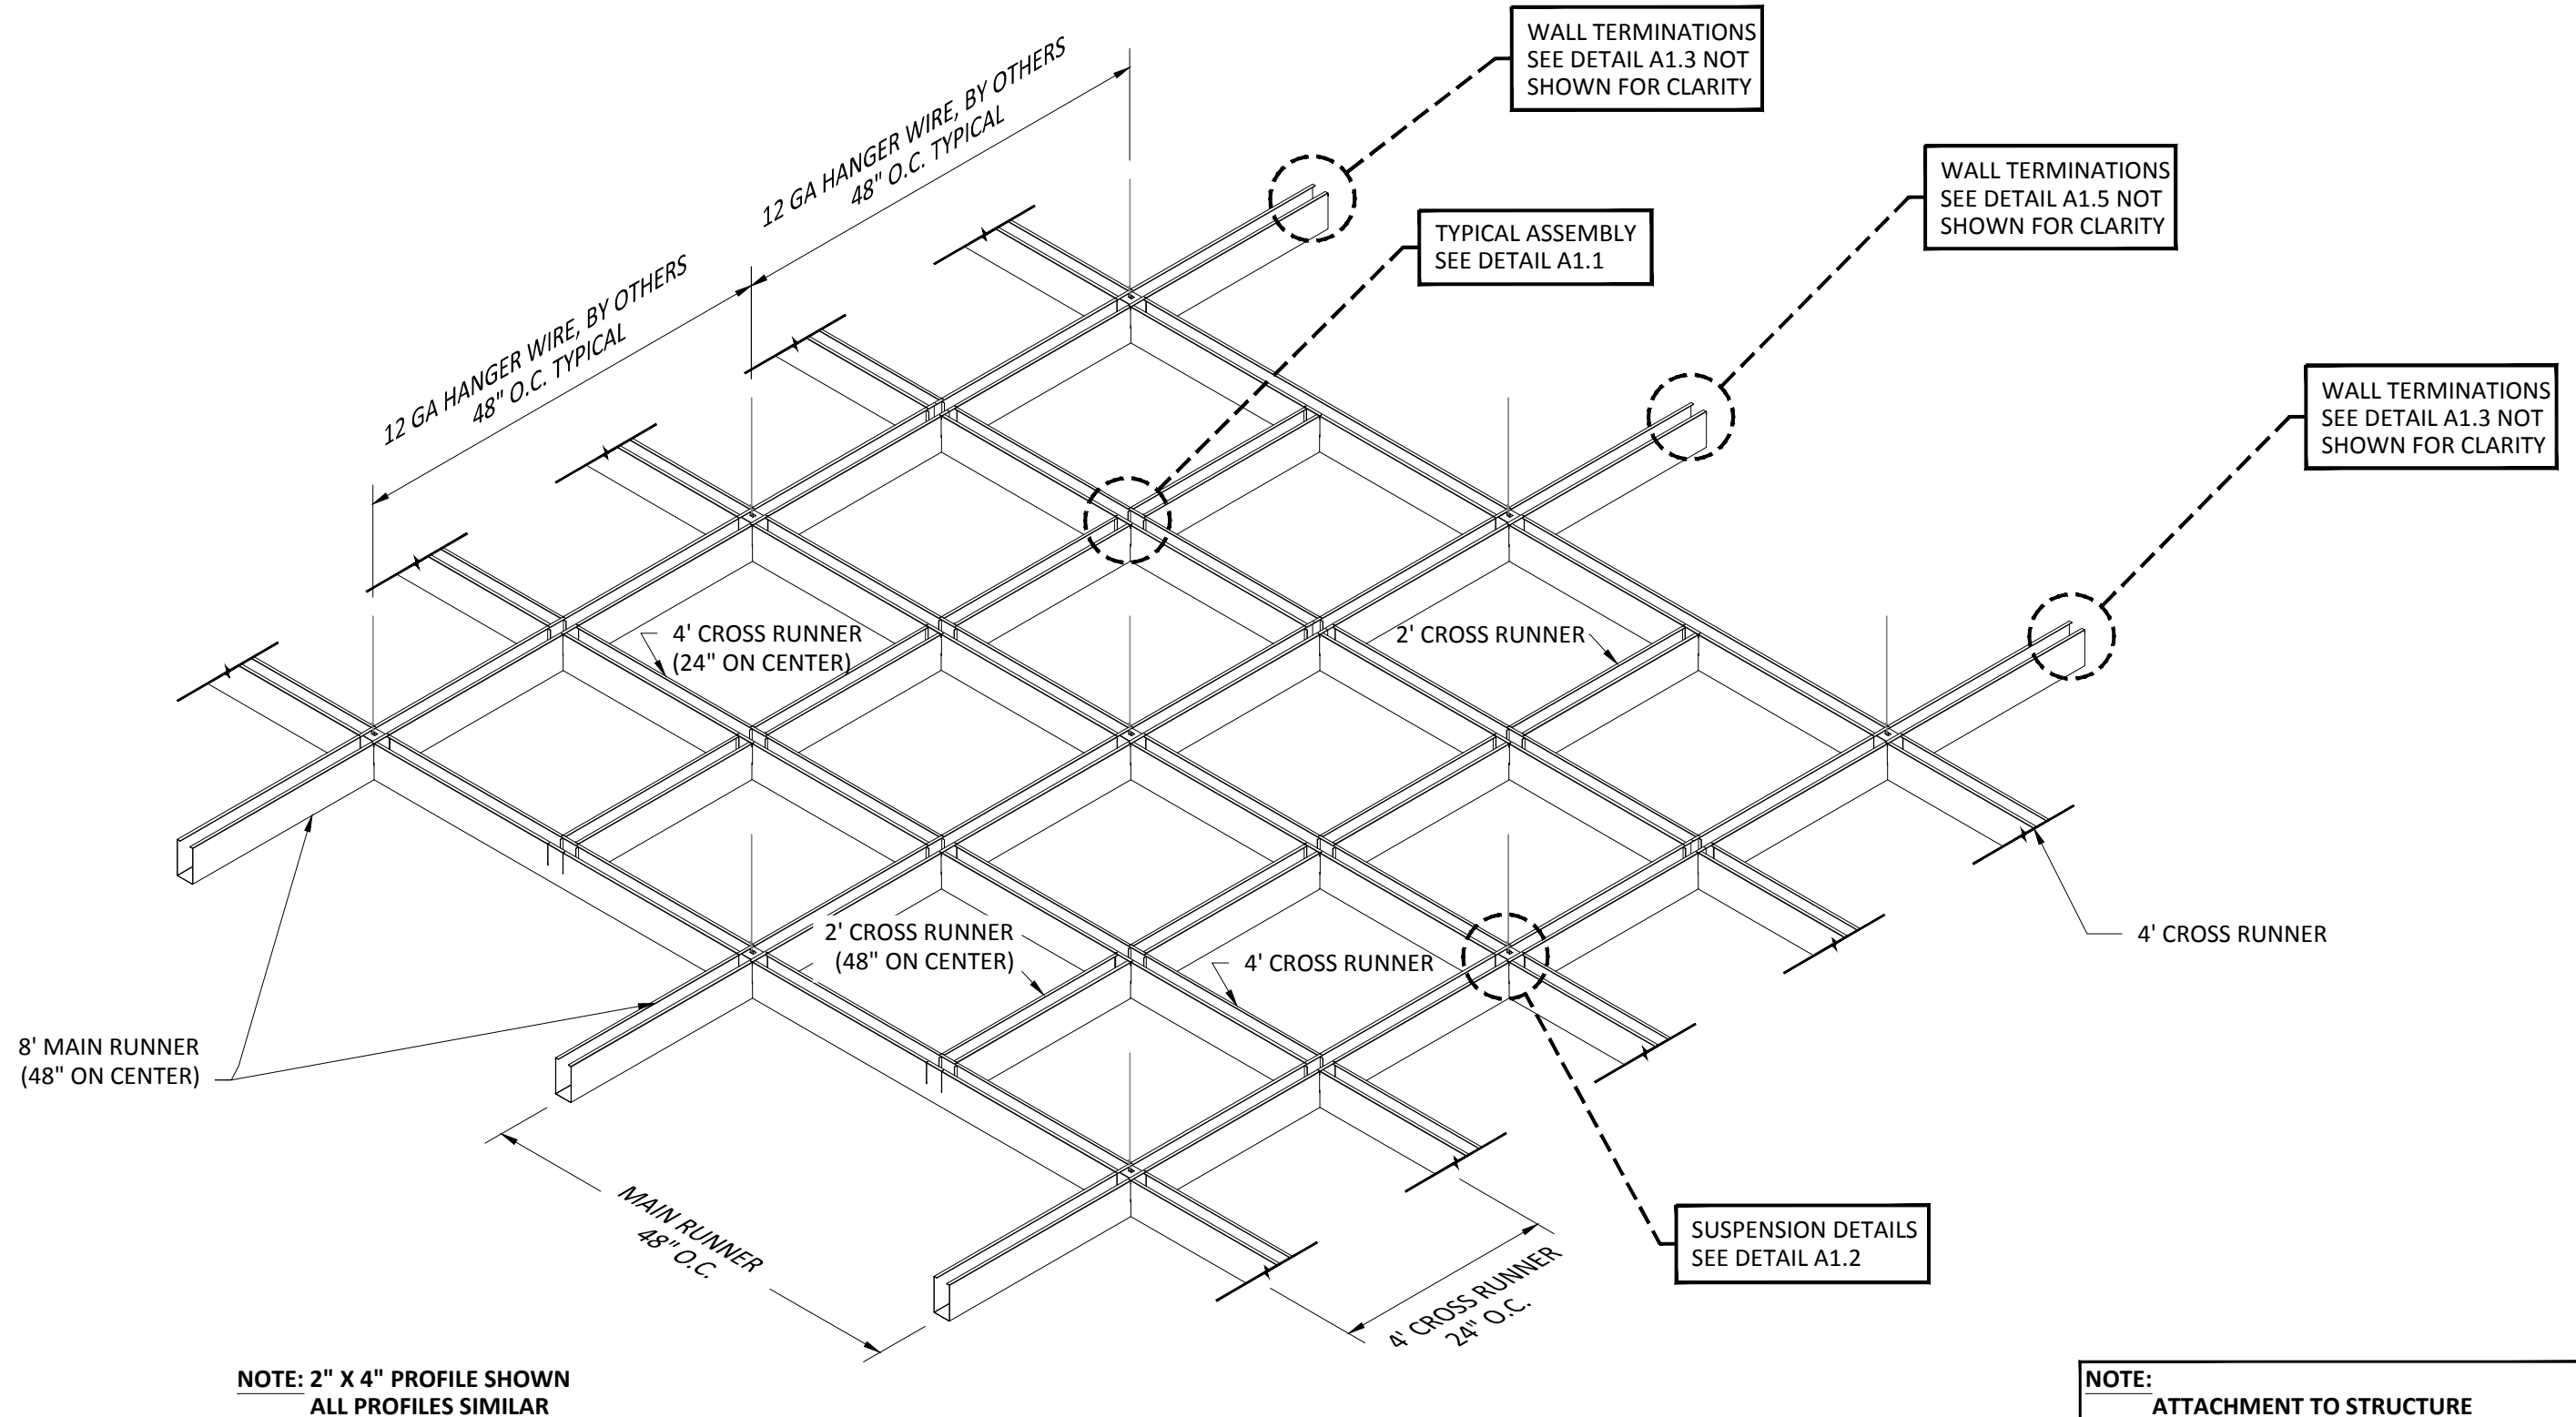 WALL TERMINATIONS
SEE DETAIL A1.3 NOT
SHOWN FOR CLARITY
12 GA HANGER WIRE, BY OTHERS
48" O.C. TYPICAL
WALL TERMINATIONS
SEE DETAIL A1.5 NOT
SHOWN FOR CLARITY
TYPICAL ASSEMBLY
SEE DETAIL A1.1
12 GA HANGER WIRE, BY OTHERS
48" O.C. TYPICAL
WALL TERMINATIONS
SEE DETAIL A1.3 NOT
SHOWN FOR CLARITY
4' CROSS RUNNER
(24" ON CENTER)
2' CROSS RUNNER
2' CROSS RUNNER
(48" ON CENTER)
4' CROSS RUNNER
4' CROSS RUNNER
8' MAIN RUNNER
(48" ON CENTER)
MAIN RUNNER
48" O.C.
SUSPENSION DETAILS
SEE DETAIL A1.2
4' CROSS RUNNER
24" O.C.
NOTE: 2" X 4" PROFILE SHOWN
ALL PROFILES SIMILAR
NOTE:
ATTACHMENT TO STRUCTURE